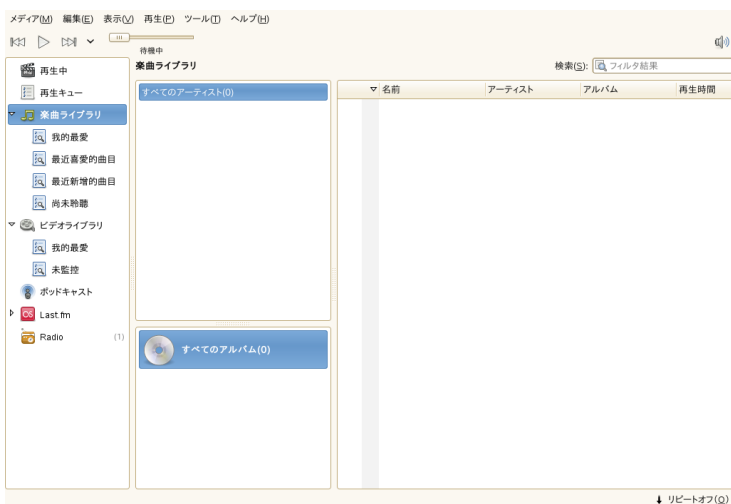 メディア(M) 編集(E) 表示(V) 再生(P) ツール(T) ヘルプ(H)
待機中
再生中
再生キュー
楽曲ライブラリ
我的最愛
最近喜愛的曲目
最近新增的曲目
尚未聆聽
ビデオライブラリ
我的最愛
未監控
ポッドキャスト
Last.fm
Radio (1)
楽曲ライブラリ
検索(S): フィルタ結果
すべてのアーティスト(0)
すべてのアルバム(0)
名前 アーティスト アルバム 再生時間
リピートオフ(O)